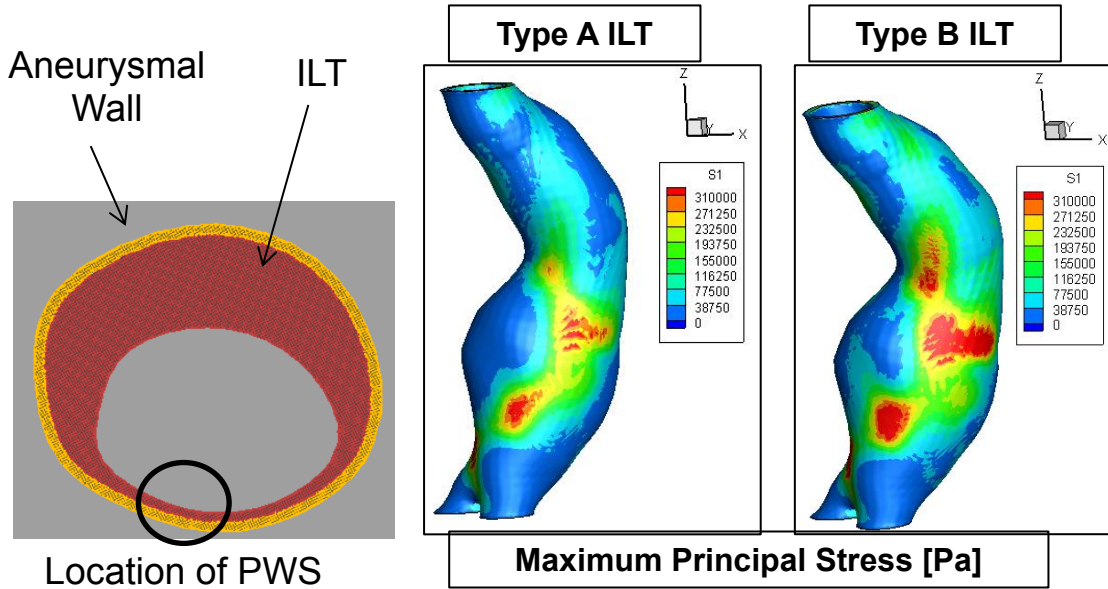 Aneurysmal
Wall
ILT
Location of PWS
Type A ILT
Type B ILT
Z
Y
X
S1
310000
271250
232500
193750
155000
116250
77500
38750
0
Z
Y
X
S1
310000
271250
232500
193750
155000
116250
77500
38750
0
Maximum Principal Stress [Pa]